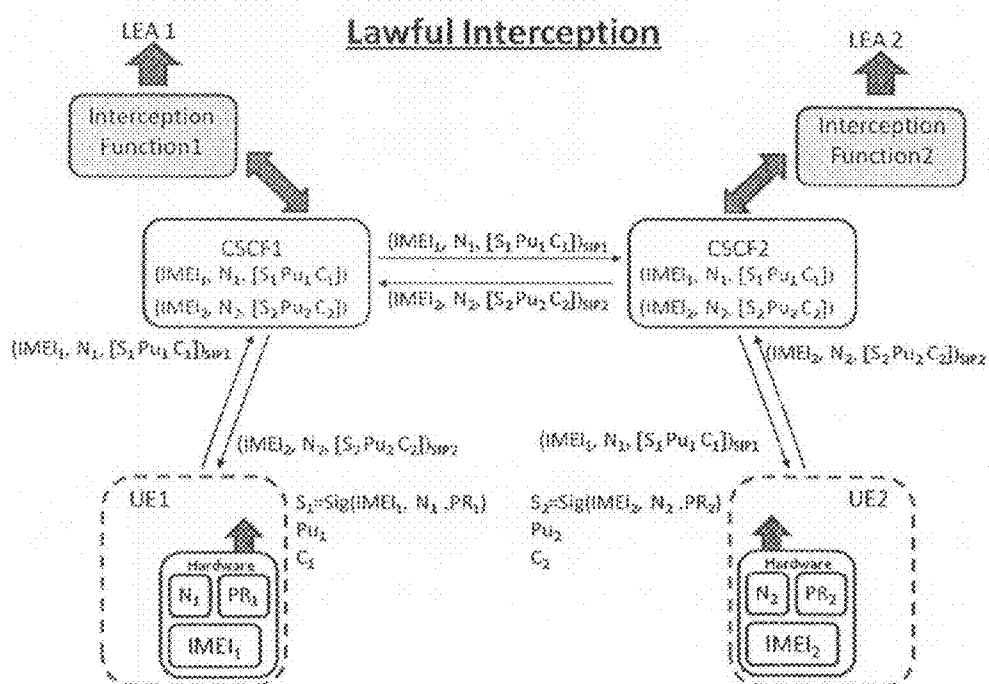 Lawful Interception
LEA 1
LEA 2
Interception
Function1
Interception
Function2
CSCF1
(IMEI₁, N₁, [S₁ Pu₁ C₁])
(IMEI₂, N₂, [S₂ Pu₂ C₂])
(IMEI₁, N₁, [S₁ Pu₁ C₁])SIP1
(IMEI₂, N₂, [S₂ Pu₂ C₂])SIP2
CSCF2
(IMEI₁, N₁, [S₁ Pu₁ C₁])
(IMEI₂, N₂, [S₂ Pu₂ C₂])
(IMEI₁, N₁, [S₁ Pu₁ C₁])SIP1
(IMEI₂, N₂, [S₂ Pu₂ C₂])SIP2
(IMEI₂, N₂, [S₂ Pu₂ C₂])SIP2
(IMEI₁, N₁, [S₁ Pu₁ C₁])SIP1
UE1
S₁=Sig(IMEI₁, N₁ ,PR₁)
Pu₁
C₁
Hardware
N₁
PR₁
IMEI₁
S₂=Sig(IMEI₂, N₂ ,PR₂)
Pu₂
C₂
UE2
Hardware
N₂
PR₂
IMEI₂